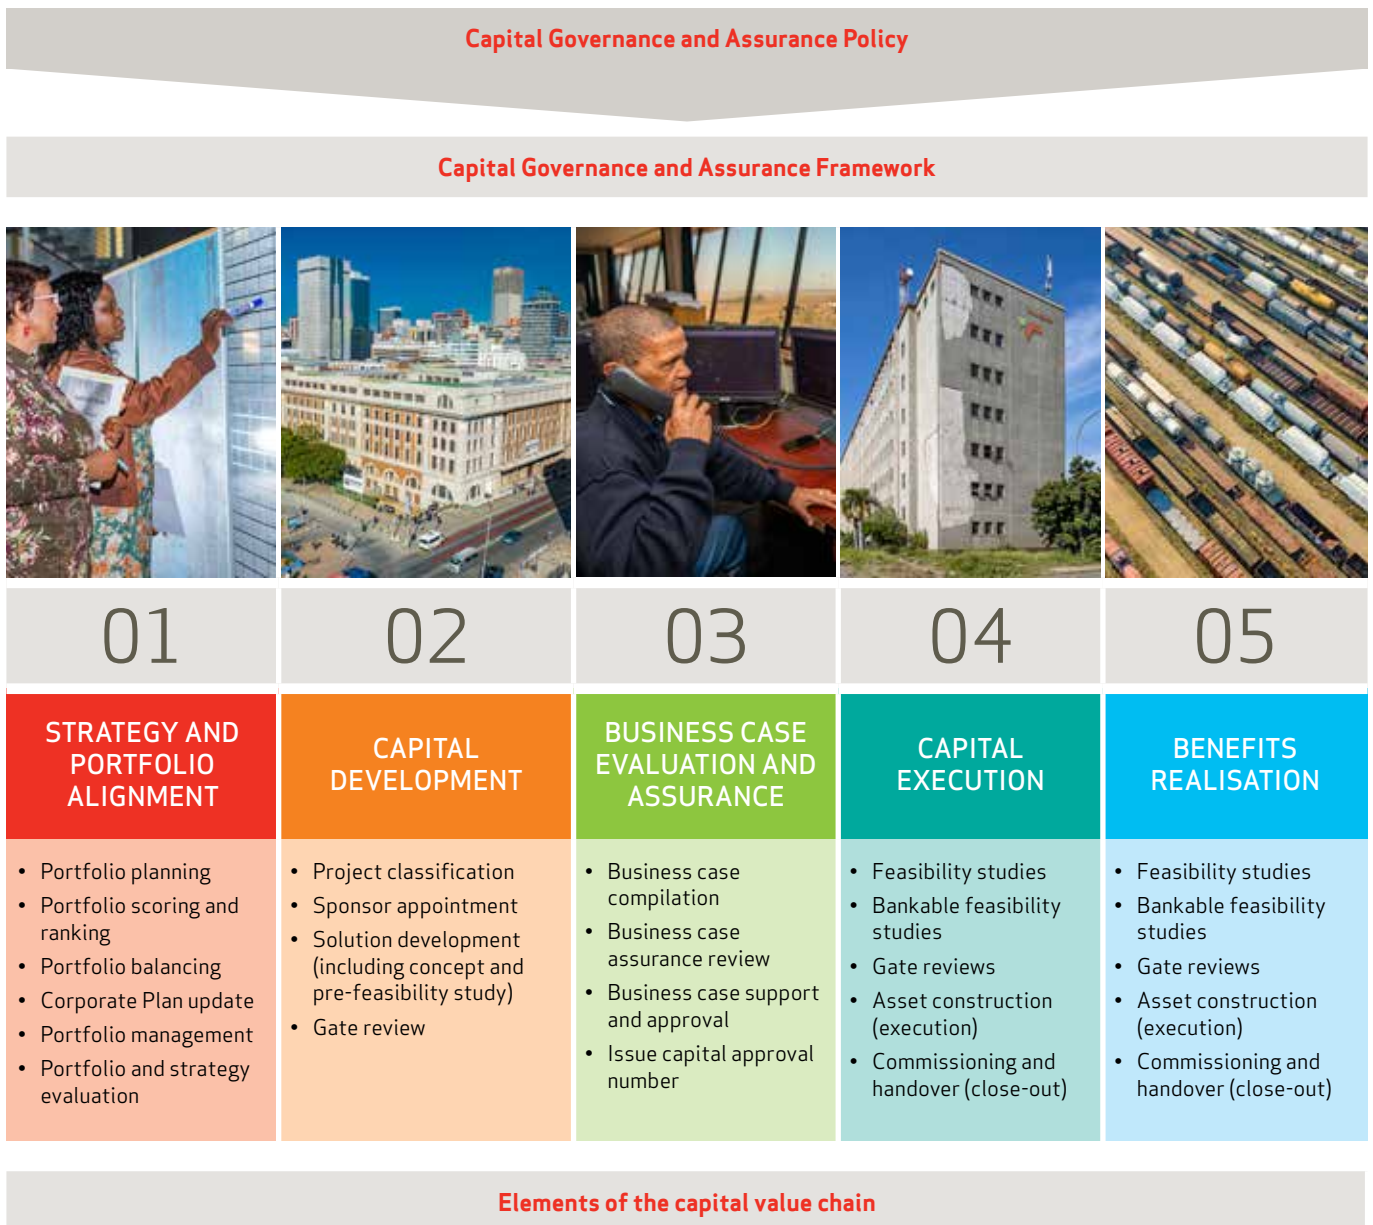 Capital Governance and Assurance Policy
Capital Governance and Assurance Framework
01
02
03
04
05
STRATEGY AND
PORTFOLIO
ALIGNMENT
CAPITAL
DEVELOPMENT
BUSINESS CASE
EVALUATION AND
ASSURANCE
CAPITAL
EXECUTION
BENEFITS
REALISATION
• Portfolio planning
• Portfolio scoring and
ranking
• Portfolio balancing
• Corporate Plan update
• Portfolio management
• Portfolio and strategy
evaluation
• Project classification
• Sponsor appointment
• Solution development
(including concept and
pre-feasibility study)
• Gate review
• Business case
compilation
• Business case
assurance review
• Business case support
and approval
• Issue capital approval
number
• Feasibility studies
• Bankable feasibility
studies
• Gate reviews
• Asset construction
(execution)
• Commissioning and
handover (close-out)
• Feasibility studies
• Bankable feasibility
studies
• Gate reviews
• Asset construction
(execution)
• Commissioning and
handover (close-out)
Elements of the capital value chain